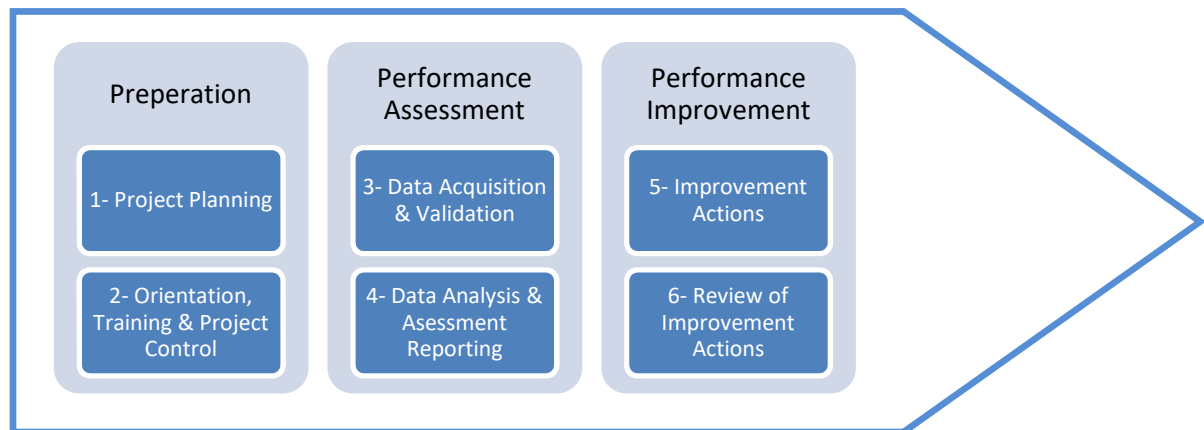 Preperation
1- Project Planning
2- Orientation,
Training & Project
Control
Performance
Assessment
3- Data Acquisition
& Validation
4- Data Analysis &
Asessment
Reporting
Performance
Improvement
5- Improvement
Actions
6- Review of
Improvement
Actions